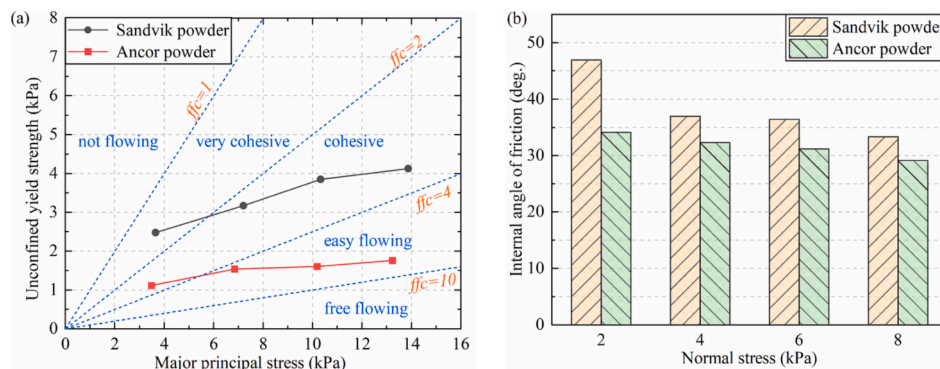 (a)
Sandvik powder
Ancor powder
ffc=1
ffc=2
not flowing
very cohesive
cohesive
ffc=4
easy flowing
ffc=10
free flowing
8
7
6
5
4
3
2
1
0
0 2 4 6 8 10 12 14 16
Unconfined yield strength (kPa)
Major principal stress (kPa)
(b)
Sandvik powder
Ancor powder
50
40
30
20
10
0
2 4 6 8
Internal angle of friction (deg.)
Normal stress (kPa)